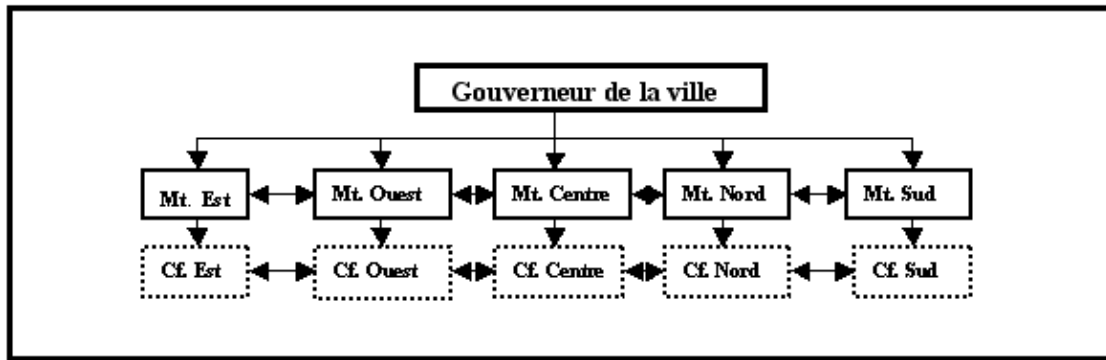 Gouverneur de la ville
Mt. Est
Mt. Ouest
Mt. Centre
Mt. Nord
Mt. Sud
Cf. Est
Cf. Ouest
Cf. Centre
Cf. Nord
Cf. Sud